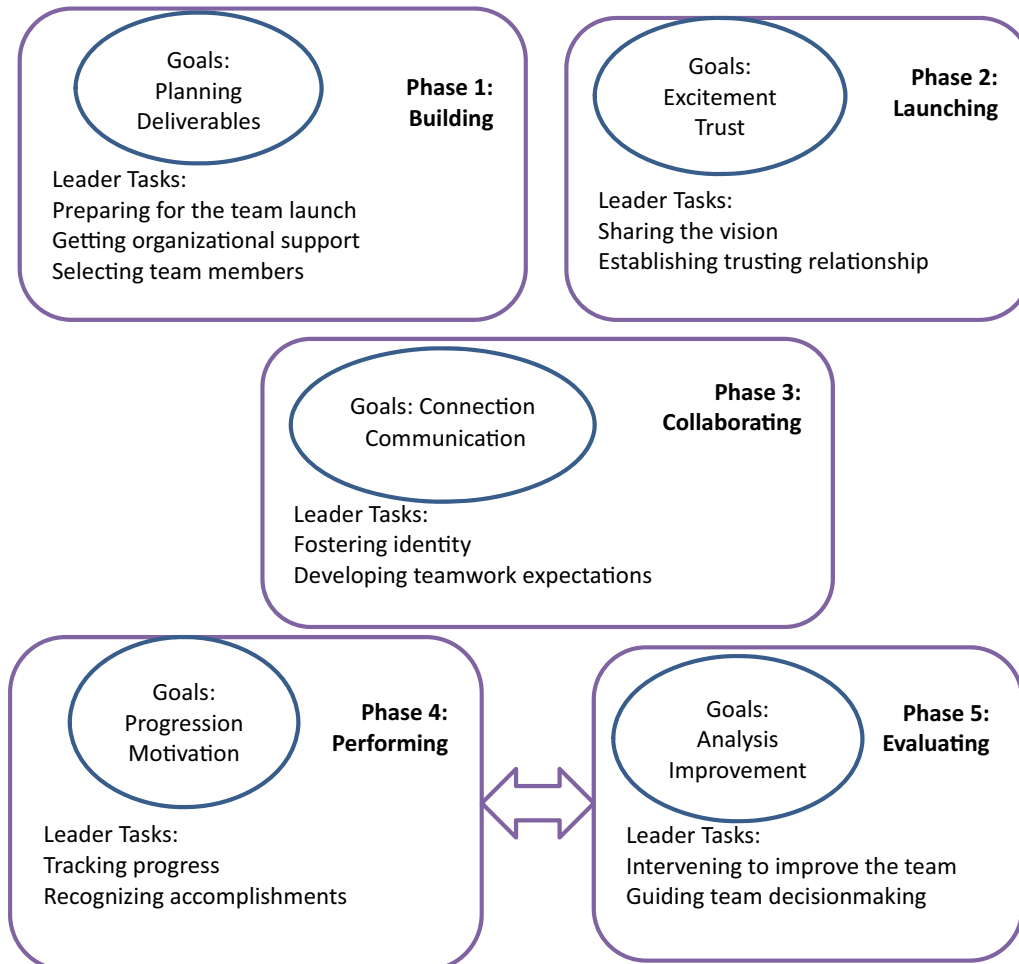 Goals:
Planning
Deliverables
Phase 1:
Building
Leader Tasks:
Preparing for the team launch
Getting organizational support
Selecting team members
Goals:
Excitement
Trust
Phase 2:
Launching
Leader Tasks:
Sharing the vision
Establishing trusting relationship
Goals: Connection
Communication
Phase 3:
Collaborating
Leader Tasks:
Fostering identity
Developing teamwork expectations
Goals:
Progression
Motivation
Phase 4:
Performing
Leader Tasks:
Tracking progress
Recognizing accomplishments
Goals:
Analysis
Improvement
Phase 5:
Evaluating
Leader Tasks:
Intervening to improve the team
Guiding team decisionmaking